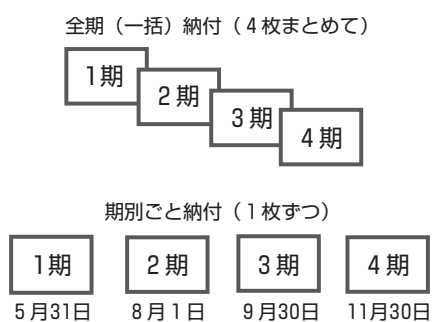 全期（一括）納付（４枚まとめて）
1期
2期
3期
4期
期別ごと納付（１枚ずつ）
1期
2期
3期
4期
5月31日
8月1日
9月30日
11月30日